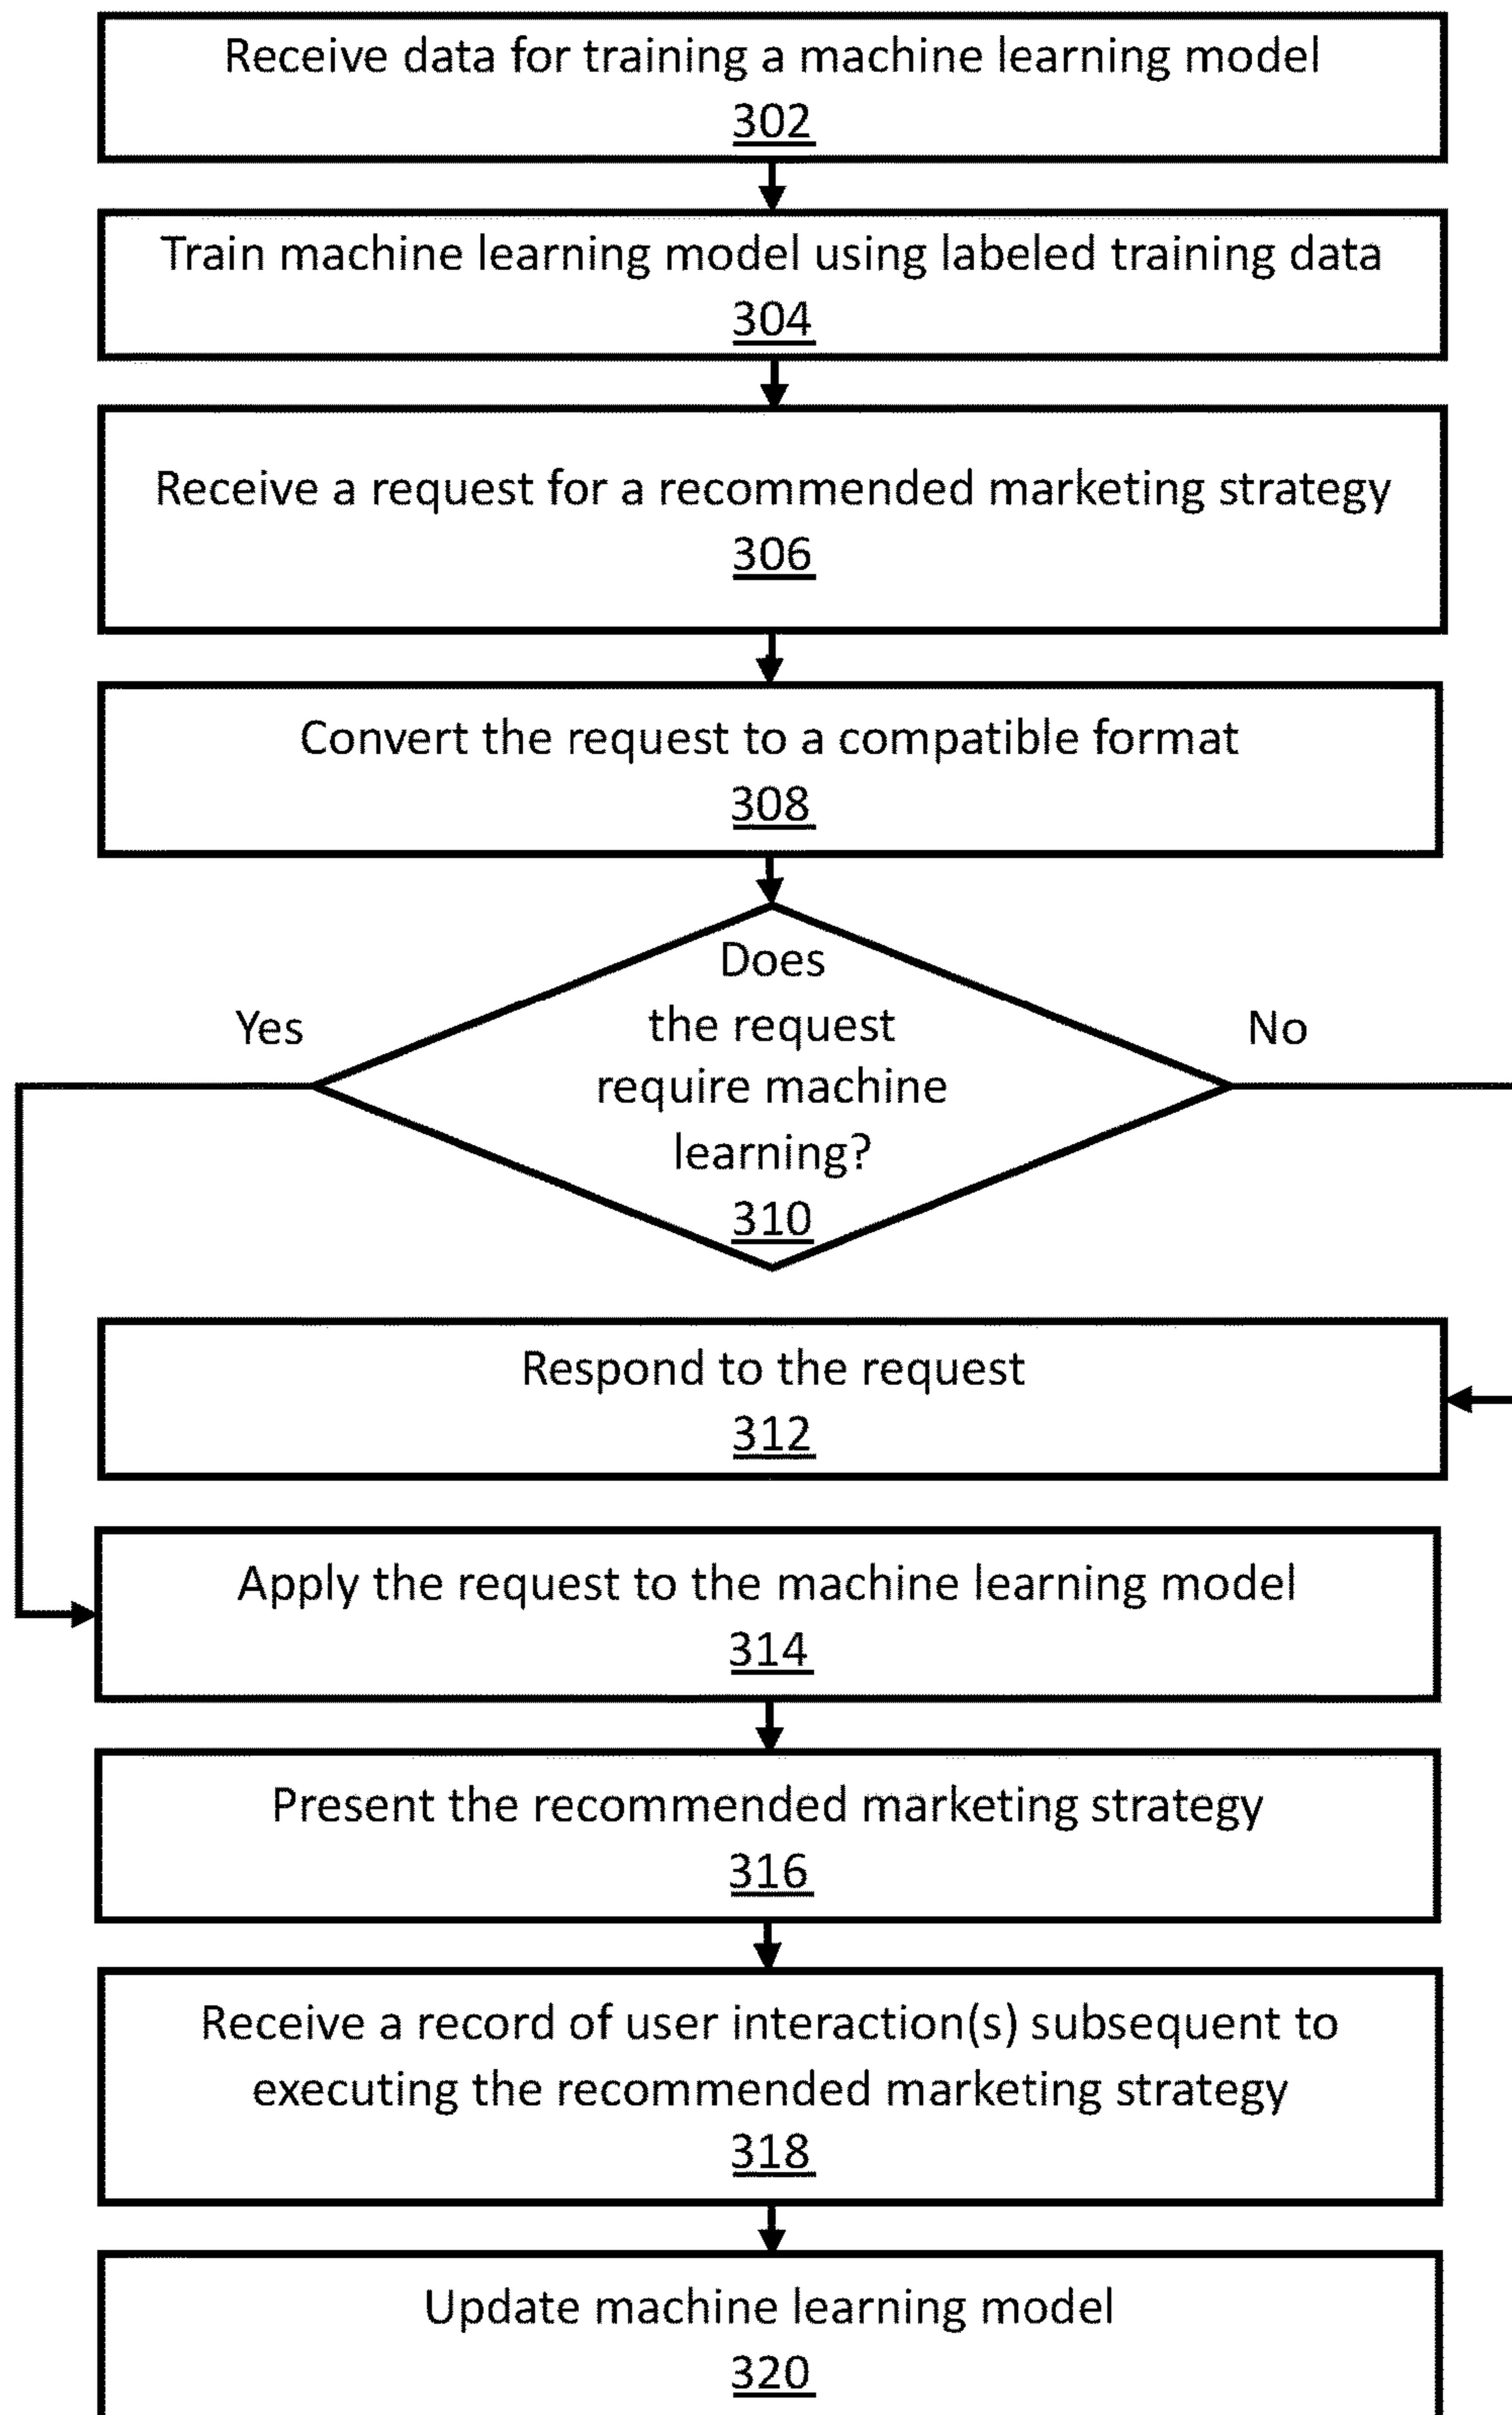 Receive data for training a machine learning model
302
Train machine learning model using labeled training data
304
Receive a request for a recommended marketing strategy
306
Convert the request to a compatible format
308
Does
the request
require machine
learning?
310
Yes
No
Respond to the request
312
Apply the request to the machine learning model
314
Present the recommended marketing strategy
316
Receive a record of user interaction(s) subsequent to
executing the recommended marketing strategy
318
Update machine learning model
320